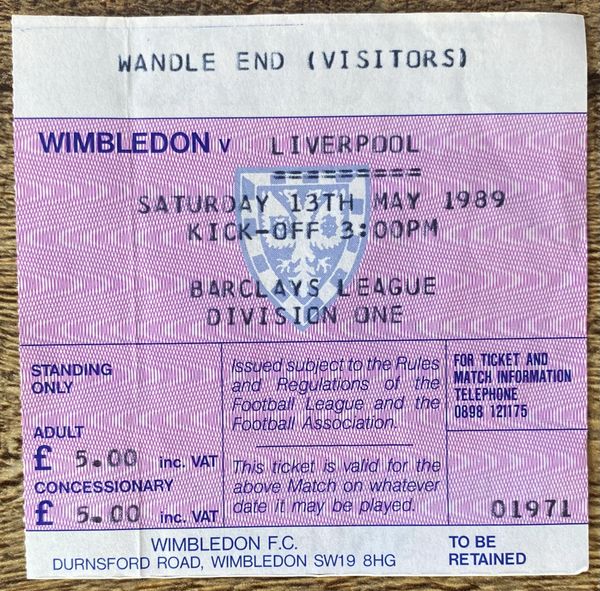 WANDLE END (VISITORS)
WIMBLEDON v LIVERPOOL
=========
SATURDAY 13TH MAY 1989
KICK-OFF 3:00PM
BARCLAYS LEAGUE
DIVISION ONE
STANDING
ONLY
ADULT
£ 5.00 inc. VAT
CONCESSIONARY
£ 5.00 inc. VAT
Issued subject to the Rules
and Regulations of the
Football League and the
Football Association.
This ticket is valid for the
above Match on whatever
date it may be played.
FOR TICKET AND
MATCH INFORMATION
TELEPHONE
0898 121175
01971
WIMBLEDON F.C.
DURNSFORD ROAD, WIMBLEDON SW19 8HG
TO BE
RETAINED